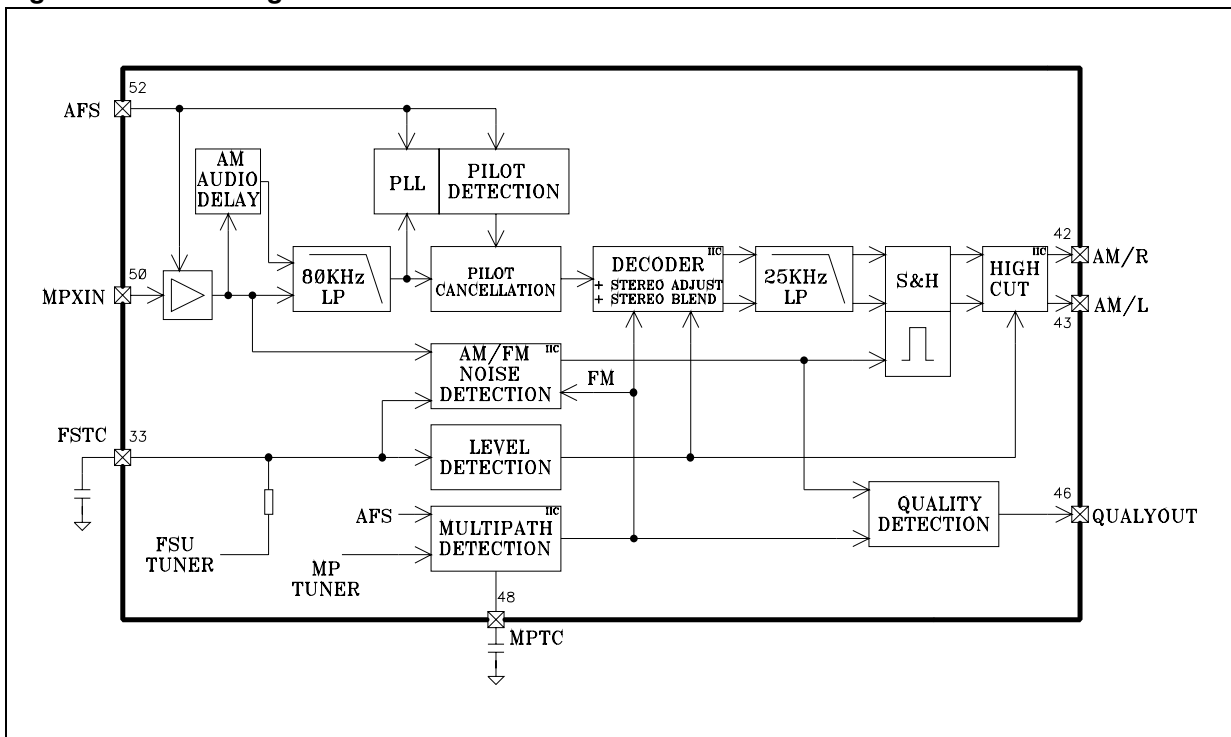 52
AFS
AM
AUDIO
DELAY
PLL
PILOT
DETECTION
50
MPXIN
80KHz
LP
PILOT
CANCELLATION
IIC
DECODER
+ STEREO ADJUST
+ STEREO BLEND
25KHz
LP
S&H
IIC
HIGH
CUT
42
AM/R
AM/L
43
IIC
AM/FM
NOISE
DETECTION
FM
FSTC
33
LEVEL
DETECTION
AFS
IIC
MULTIPATH
DETECTION
FSU
TUNER
MP
TUNER
QUALITY
DETECTION
46
QUALYOUT
48
MPTC